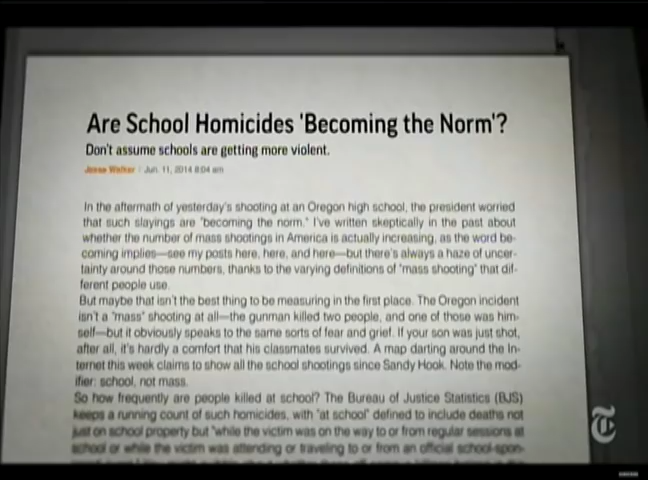 Are School Homicides 'Becoming the Norm'?
Don't assume schools are getting more violent.
Jesse Walker | Jun. 11, 2014 8:04 am
In the aftermath of yesterday's shooting at an Oregon high school, the president worried
that such slayings are "becoming the norm." I've written skeptically in the past about
whether the number of mass shootings in America is actually increasing, as the word be-
coming implies—see my posts here, here, and here—but there's always a haze of uncer-
tainty around those numbers, thanks to the varying definitions of "mass shooting" that dif-
ferent people use.
But maybe that isn't the best thing to be measuring in the first place. The Oregon incident
isn't a "mass" shooting at all—the gunman killed two people, and one of those was him-
self—but it obviously speaks to the same sorts of fear and grief. If your son was just shot,
after all, it's hardly a comfort that his classmates survived. A map darting around the In-
ternet this week claims to show all the school shootings since Sandy Hook. Note the mod-
ifier: school, not mass.
So how frequently are people killed at school? The Bureau of Justice Statistics (BJS)
keeps a running count of such homicides, with "at school" defined to include deaths not
just on school property but "while the victim was on the way to or from regular sessions at
school or while the victim was attending or traveling to or from an official school-spon-
T